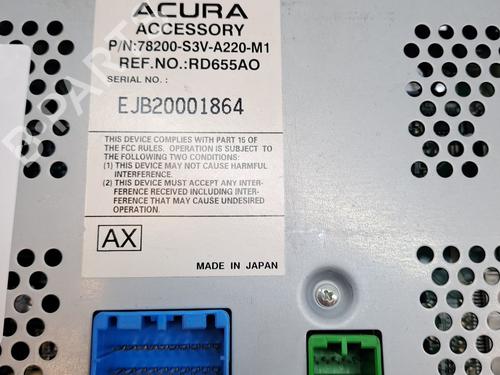 ACURA
ACCESSORY
P/N:78200-S3V-A220-M1
REF.NO.:RD655AO
SERIAL NO.:
EJB20001864
THIS DEVICE COMPLIES WITH PART 15 OF
THE FCC RULES. OPERATION IS SUBJECT TO
THE FOLLOWING TWO CONDITIONS:
(1) THIS DEVICE MAY NOT CAUSE HARMFUL
INTERFERENCE.
(2) THIS DEVICE MUST ACCEPT ANY INTER-
FERENCE RECEIVED INCLUDING INTER-
FERENCE THAT MAY CAUSE UNDESIRED
OPERATION.
AX
MADE IN JAPAN
B-PARTS